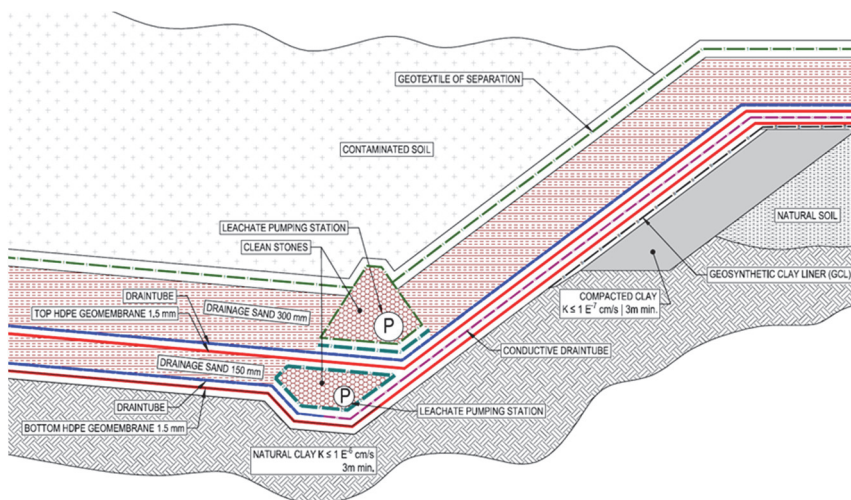 GEOTEXTILE OF SEPARATION
CONTAMINATED SOIL
LEACHATE PUMPING STATION
CLEAN STONES
NATURAL SOIL
GEOSYNTHETIC CLAY LINER (GCL)
DRAINTUBE
DRAINAGE SAND 300 mm
TOP HDPE GEOMEMBRANE 1,5 mm
P
COMPACTED CLAY
K ≤ 1 E⁻⁷ cm/s | 3m min.
CONDUCTIVE DRAINTUBE
DRAINAGE SAND 150 mm
P
DRAINTUBE
LEACHATE PUMPING STATION
BOTTOM HDPE GEOMEMBRANE 1.5 mm
NATURAL CLAY K ≤ 1 E⁻⁶ cm/s
3m min.